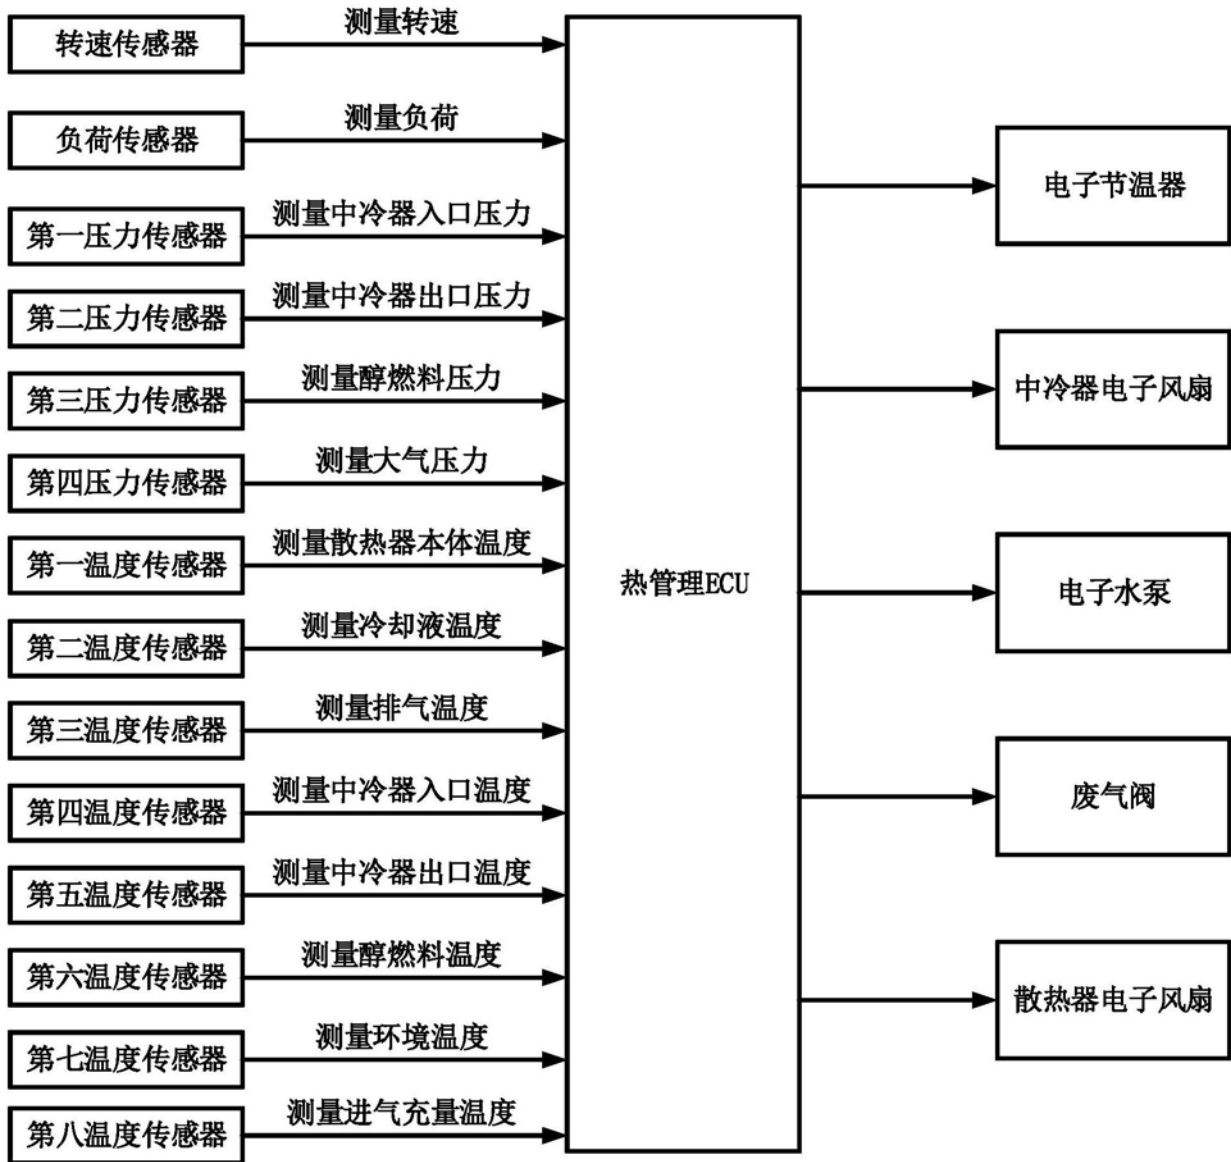 测量转速
转速传感器
测量负荷
负荷传感器
电子节温器
测量中冷器入口压力
第一压力传感器
测量中冷器出口压力
第二压力传感器
测量醇燃料压力
第三压力传感器
中冷器电子风扇
测量大气压力
第四压力传感器
测量散热器本体温度
第一温度传感器
热管理ECU
电子水泵
测量冷却液温度
第二温度传感器
测量排气温度
第三温度传感器
测量中冷器入口温度
第四温度传感器
废气阀
测量中冷器出口温度
第五温度传感器
测量醇燃料温度
第六温度传感器
散热器电子风扇
测量环境温度
第七温度传感器
测量进气充量温度
第八温度传感器